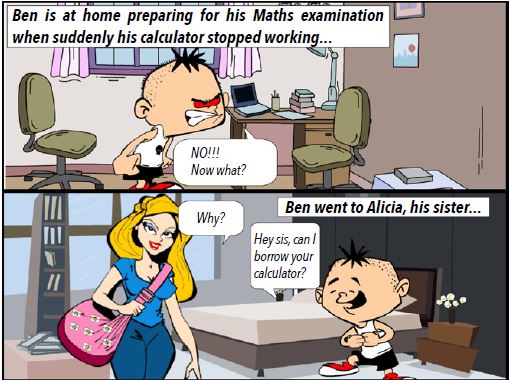 Ben is at home preparing for his Maths examination
when suddenly his calculator stopped working...
NO!!!
Now what?
Ben went to Alicia, his sister...
Why?
Hey sis, can I
borrow your
calculator?